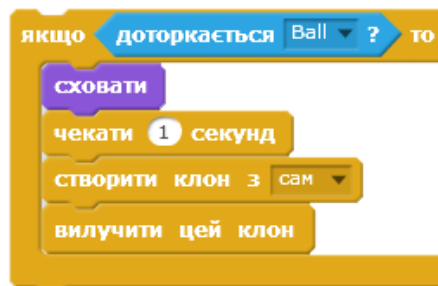 якщо доторкається Ball ? то
сховати
чекати 1 секунд
створити клон з сам
вилучити цей клон